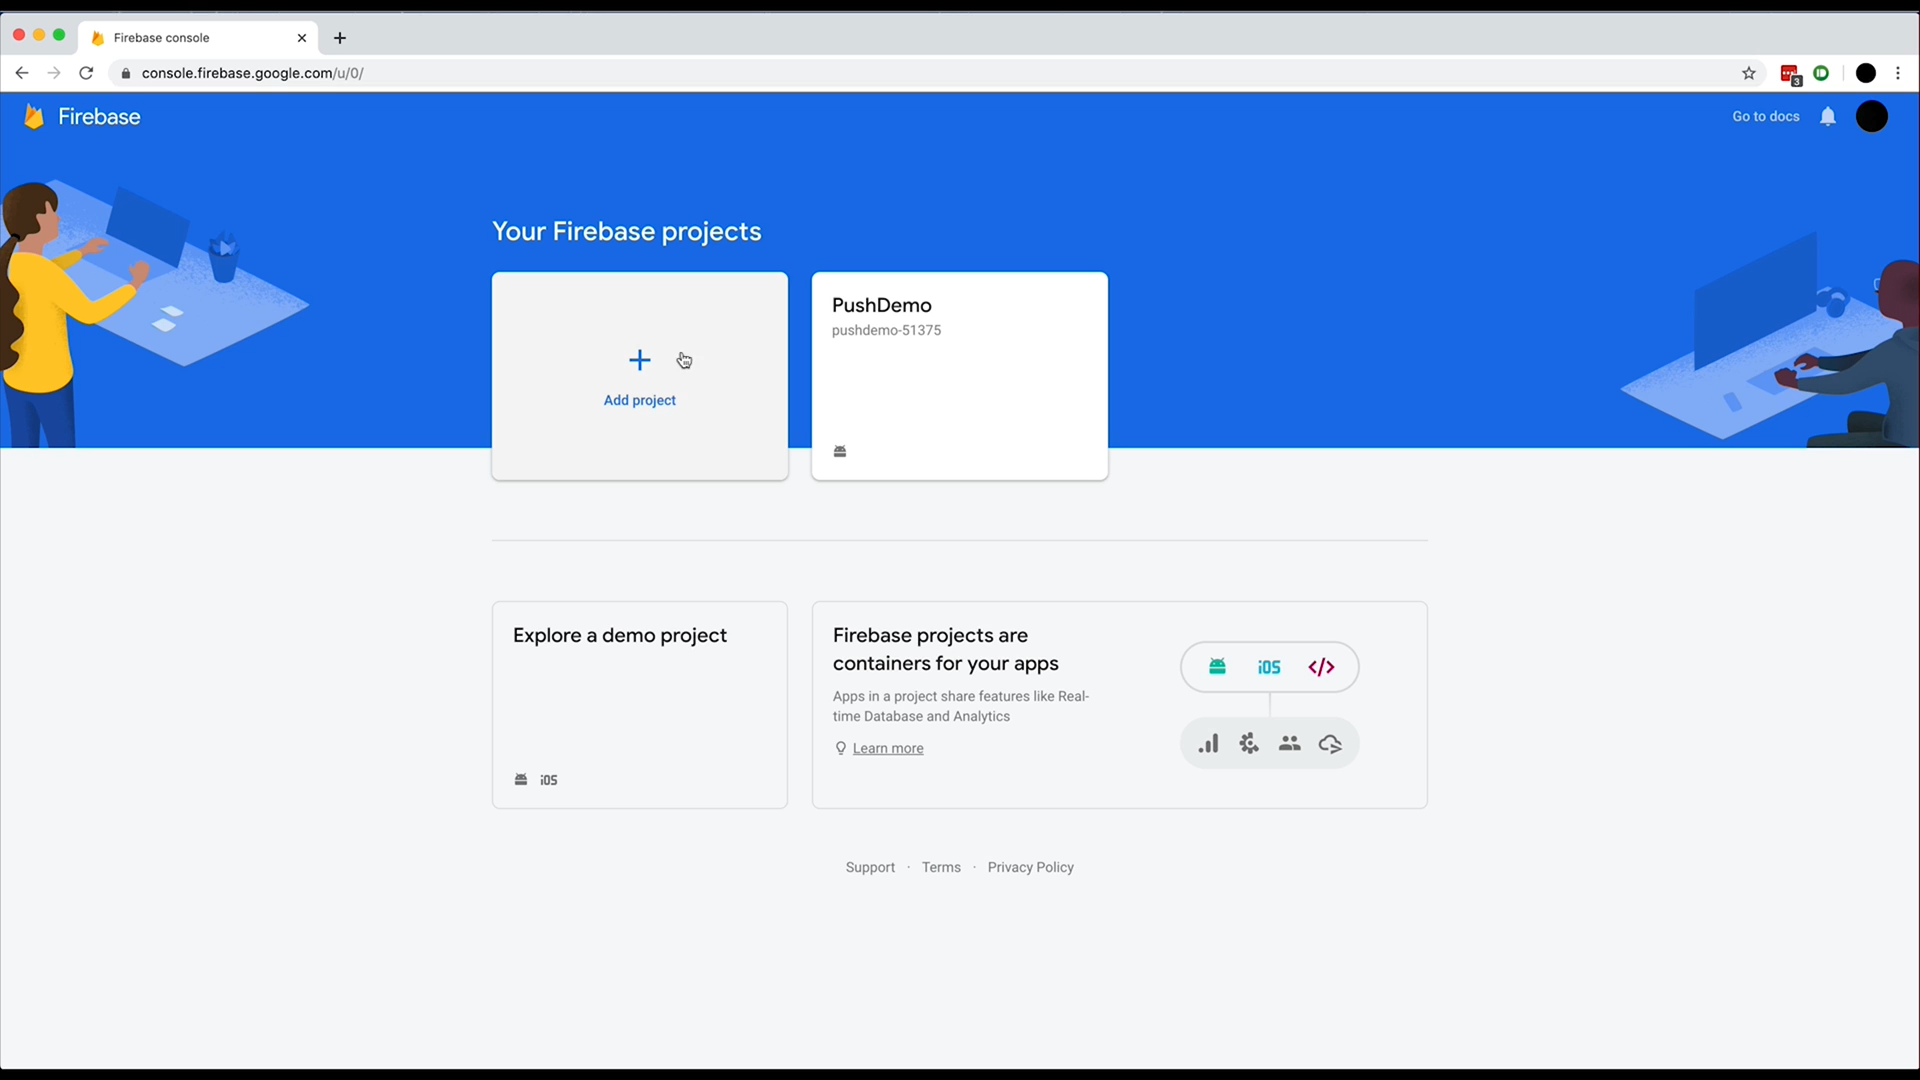 Firebase console
console.firebase.google.com/u/0/
3
Firebase
Go to docs
Your Firebase projects
Add project
PushDemo
pushdemo-51375
Explore a demo project
iOS
Firebase projects are
containers for your apps
Apps in a project share features like Real-
time Database and Analytics
Learn more
iOS
Support · Terms · Privacy Policy